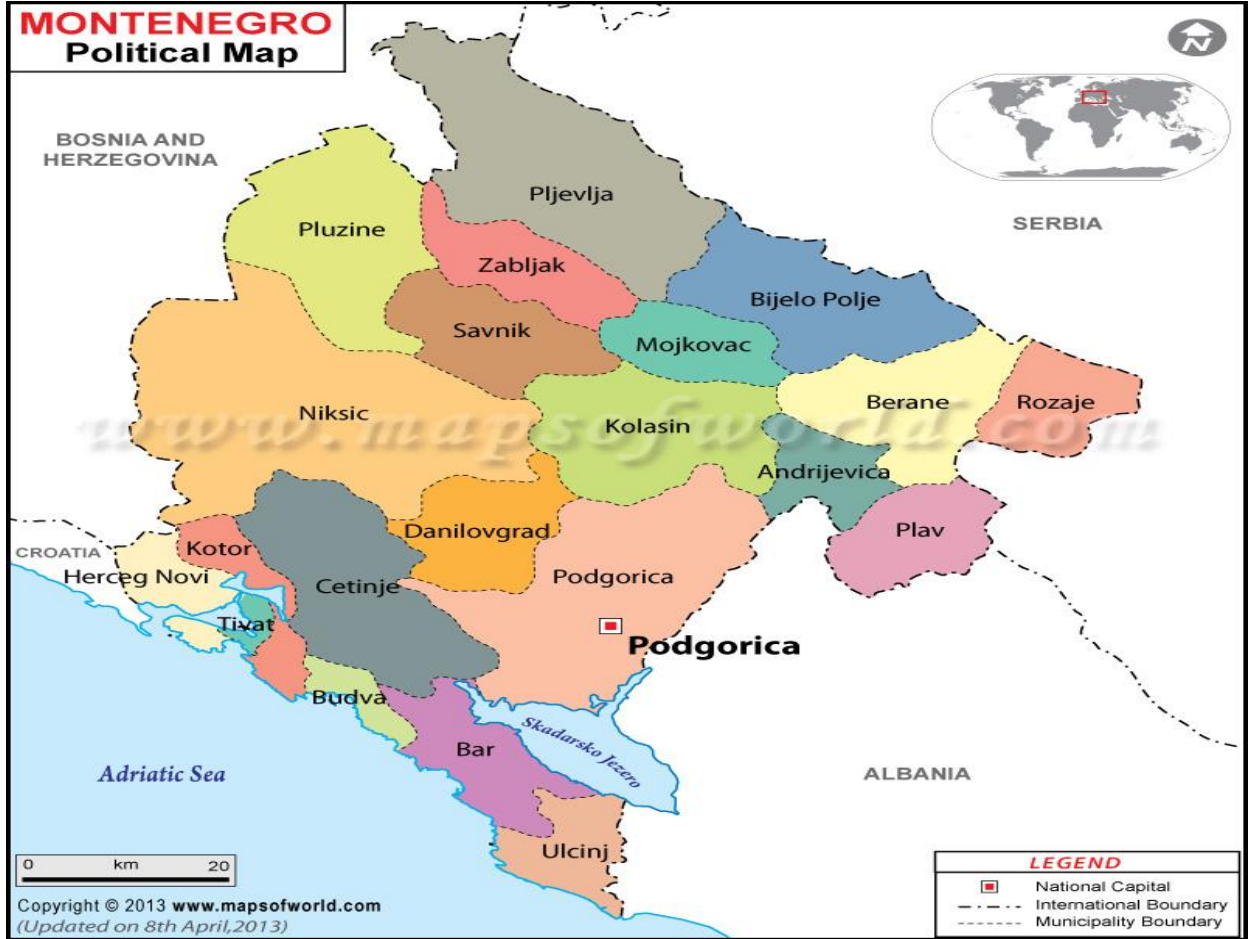 MONTENEGRO
Political Map
N
BOSNIA AND
HERZEGOVINA
SERBIA
Pljevlja
Pluzine
Zabljak
Bijelo Polje
Savnik
Mojkovac
Niksic
Kolasin
Berane
Rozaje
www.mapsofworld.com
Andrijevica
Danilovgrad
Plav
Kotor
CROATIA
Herceg Novi
Cetinje
Podgorica
Tivat
Podgorica
Budva
Skadarsko Jezero
Bar
Adriatic Sea
ALBANIA
Ulcinj
0 km 20
Copyright © 2013 www.mapsofworld.com
(Updated on 8th April,2013)
LEGEND
National Capital
International Boundary
Municipality Boundary